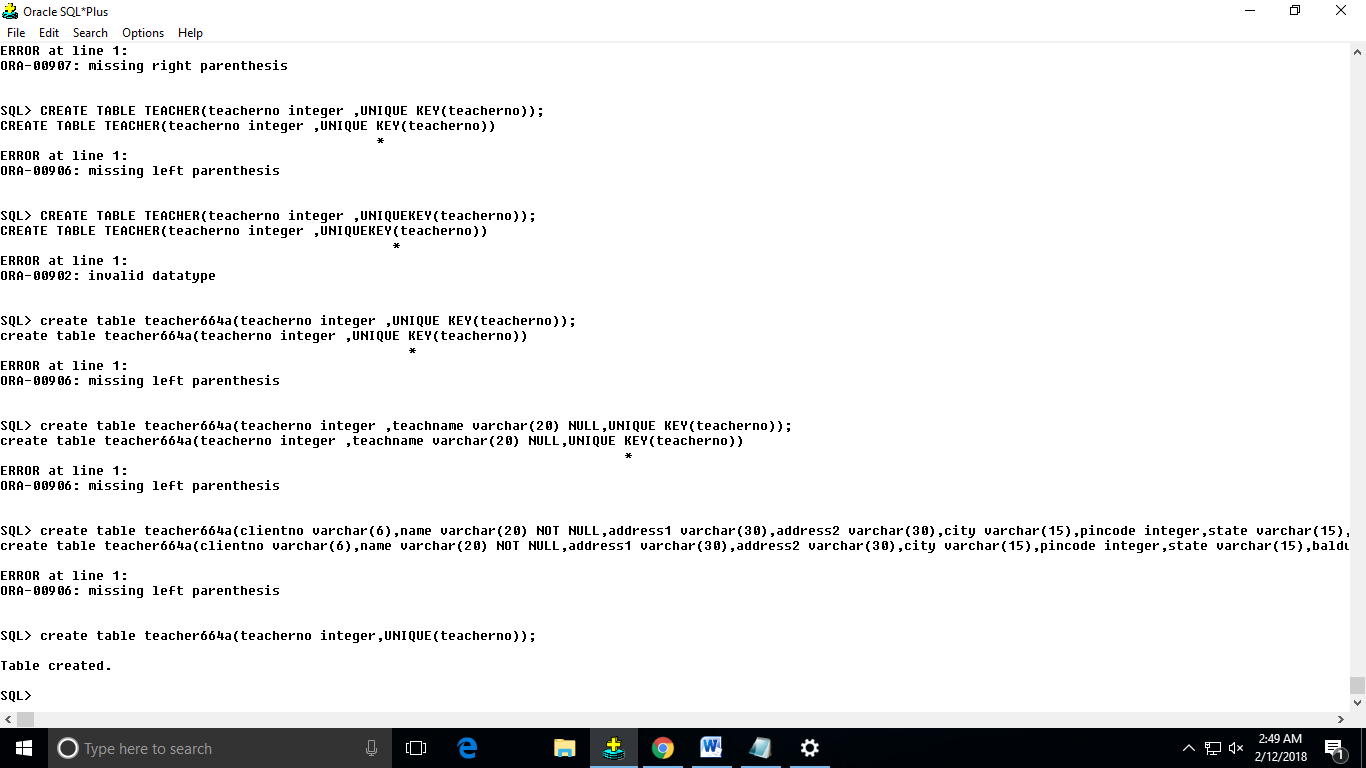 Oracle SQL*Plus
File Edit Search Options Help
ERROR at line 1:
ORA-00907: missing right parenthesis
SQL> CREATE TABLE TEACHER(teacherno integer ,UNIQUE KEY(teacherno));
CREATE TABLE TEACHER(teacherno integer ,UNIQUE KEY(teacherno))
*
ERROR at line 1:
ORA-00906: missing left parenthesis
SQL> CREATE TABLE TEACHER(teacherno integer ,UNIQUEKEY(teacherno));
CREATE TABLE TEACHER(teacherno integer ,UNIQUEKEY(teacherno))
*
ERROR at line 1:
ORA-00902: invalid datatype
SQL> create table teacher664a(teacherno integer ,UNIQUE KEY(teacherno));
create table teacher664a(teacherno integer ,UNIQUE KEY(teacherno))
*
ERROR at line 1:
ORA-00906: missing left parenthesis
SQL> create table teacher664a(teacherno integer ,teachname varchar(20) NULL,UNIQUE KEY(teacherno));
create table teacher664a(teacherno integer ,teachname varchar(20) NULL,UNIQUE KEY(teacherno))
*
ERROR at line 1:
ORA-00906: missing left parenthesis
SQL> create table teacher664a(clientno varchar(6),name varchar(20) NOT NULL,address1 varchar(30),address2 varchar(30),city varchar(15),pincode integer,state varchar(15),
create table teacher664a(clientno varchar(6),name varchar(20) NOT NULL,address1 varchar(30),address2 varchar(30),city varchar(15),pincode integer,state varchar(15),baldu
ERROR at line 1:
ORA-00906: missing left parenthesis
SQL> create table teacher664a(teacherno integer,UNIQUE(teacherno));
Table created.
SQL>
Type here to search
2:49 AM
2/12/2018
1